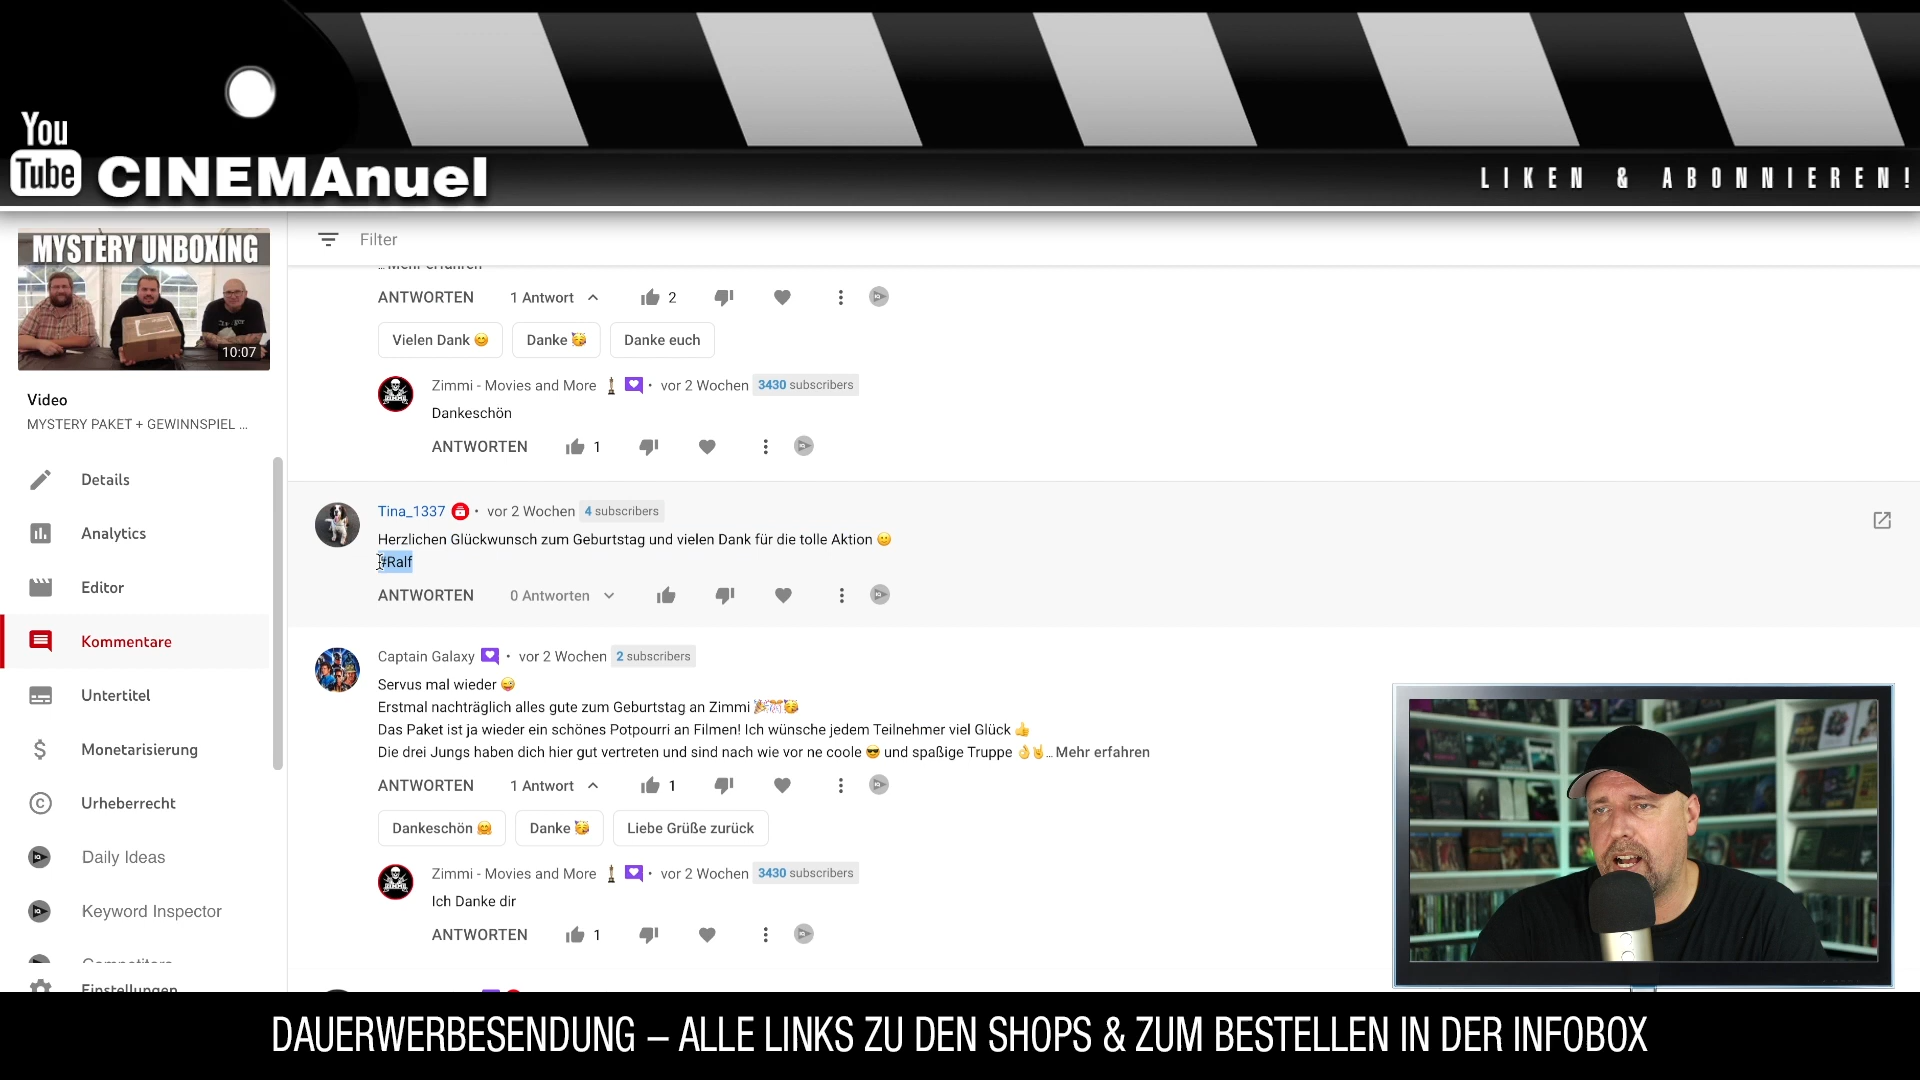 You
Tube CINEMAnuel
LIKEN & ABONNIEREN!
MYSTERY UNBOXING
10:07
Video
MYSTERY PAKET + GEWINNSPIEL ...
Details
Analytics
Editor
Kommentare
Untertitel
Monetarisierung
Urheberrecht
Daily Ideas
Keyword Inspector
Competitors
Einstellungen
Filter
... Mehr erfahren
ANTWORTEN 1 Antwort 2
Vielen Dank 😊 Danke 🥳 Danke euch
Zimmi - Movies and More • vor 2 Wochen 3430 subscribers
Dankeschön
ANTWORTEN 1
Tina_1337 • vor 2 Wochen 4 subscribers
Herzlichen Glückwunsch zum Geburtstag und vielen Dank für die tolle Aktion 😊
#Ralf
ANTWORTEN 0 Antworten
Captain Galaxy • vor 2 Wochen 2 subscribers
Servus mal wieder 😜
Erstmal nachträglich alles gute zum Geburtstag an Zimmi 🎉🎊🥳
Das Paket ist ja wieder ein schönes Potpourri an Filmen! Ich wünsche jedem Teilnehmer viel Glück 👍
Die drei Jungs haben dich hier gut vertreten und sind nach wie vor ne coole 😎 und spaßige Truppe 👌🤘... Mehr erfahren
ANTWORTEN 1 Antwort 1
Dankeschön 🤗 Danke 🥳 Liebe Grüße zurück
Zimmi - Movies and More • vor 2 Wochen 3430 subscribers
Ich Danke dir
ANTWORTEN 1
DAUERWERBESENDUNG – ALLE LINKS ZU DEN SHOPS & ZUM BESTELLEN IN DER INFOBOX